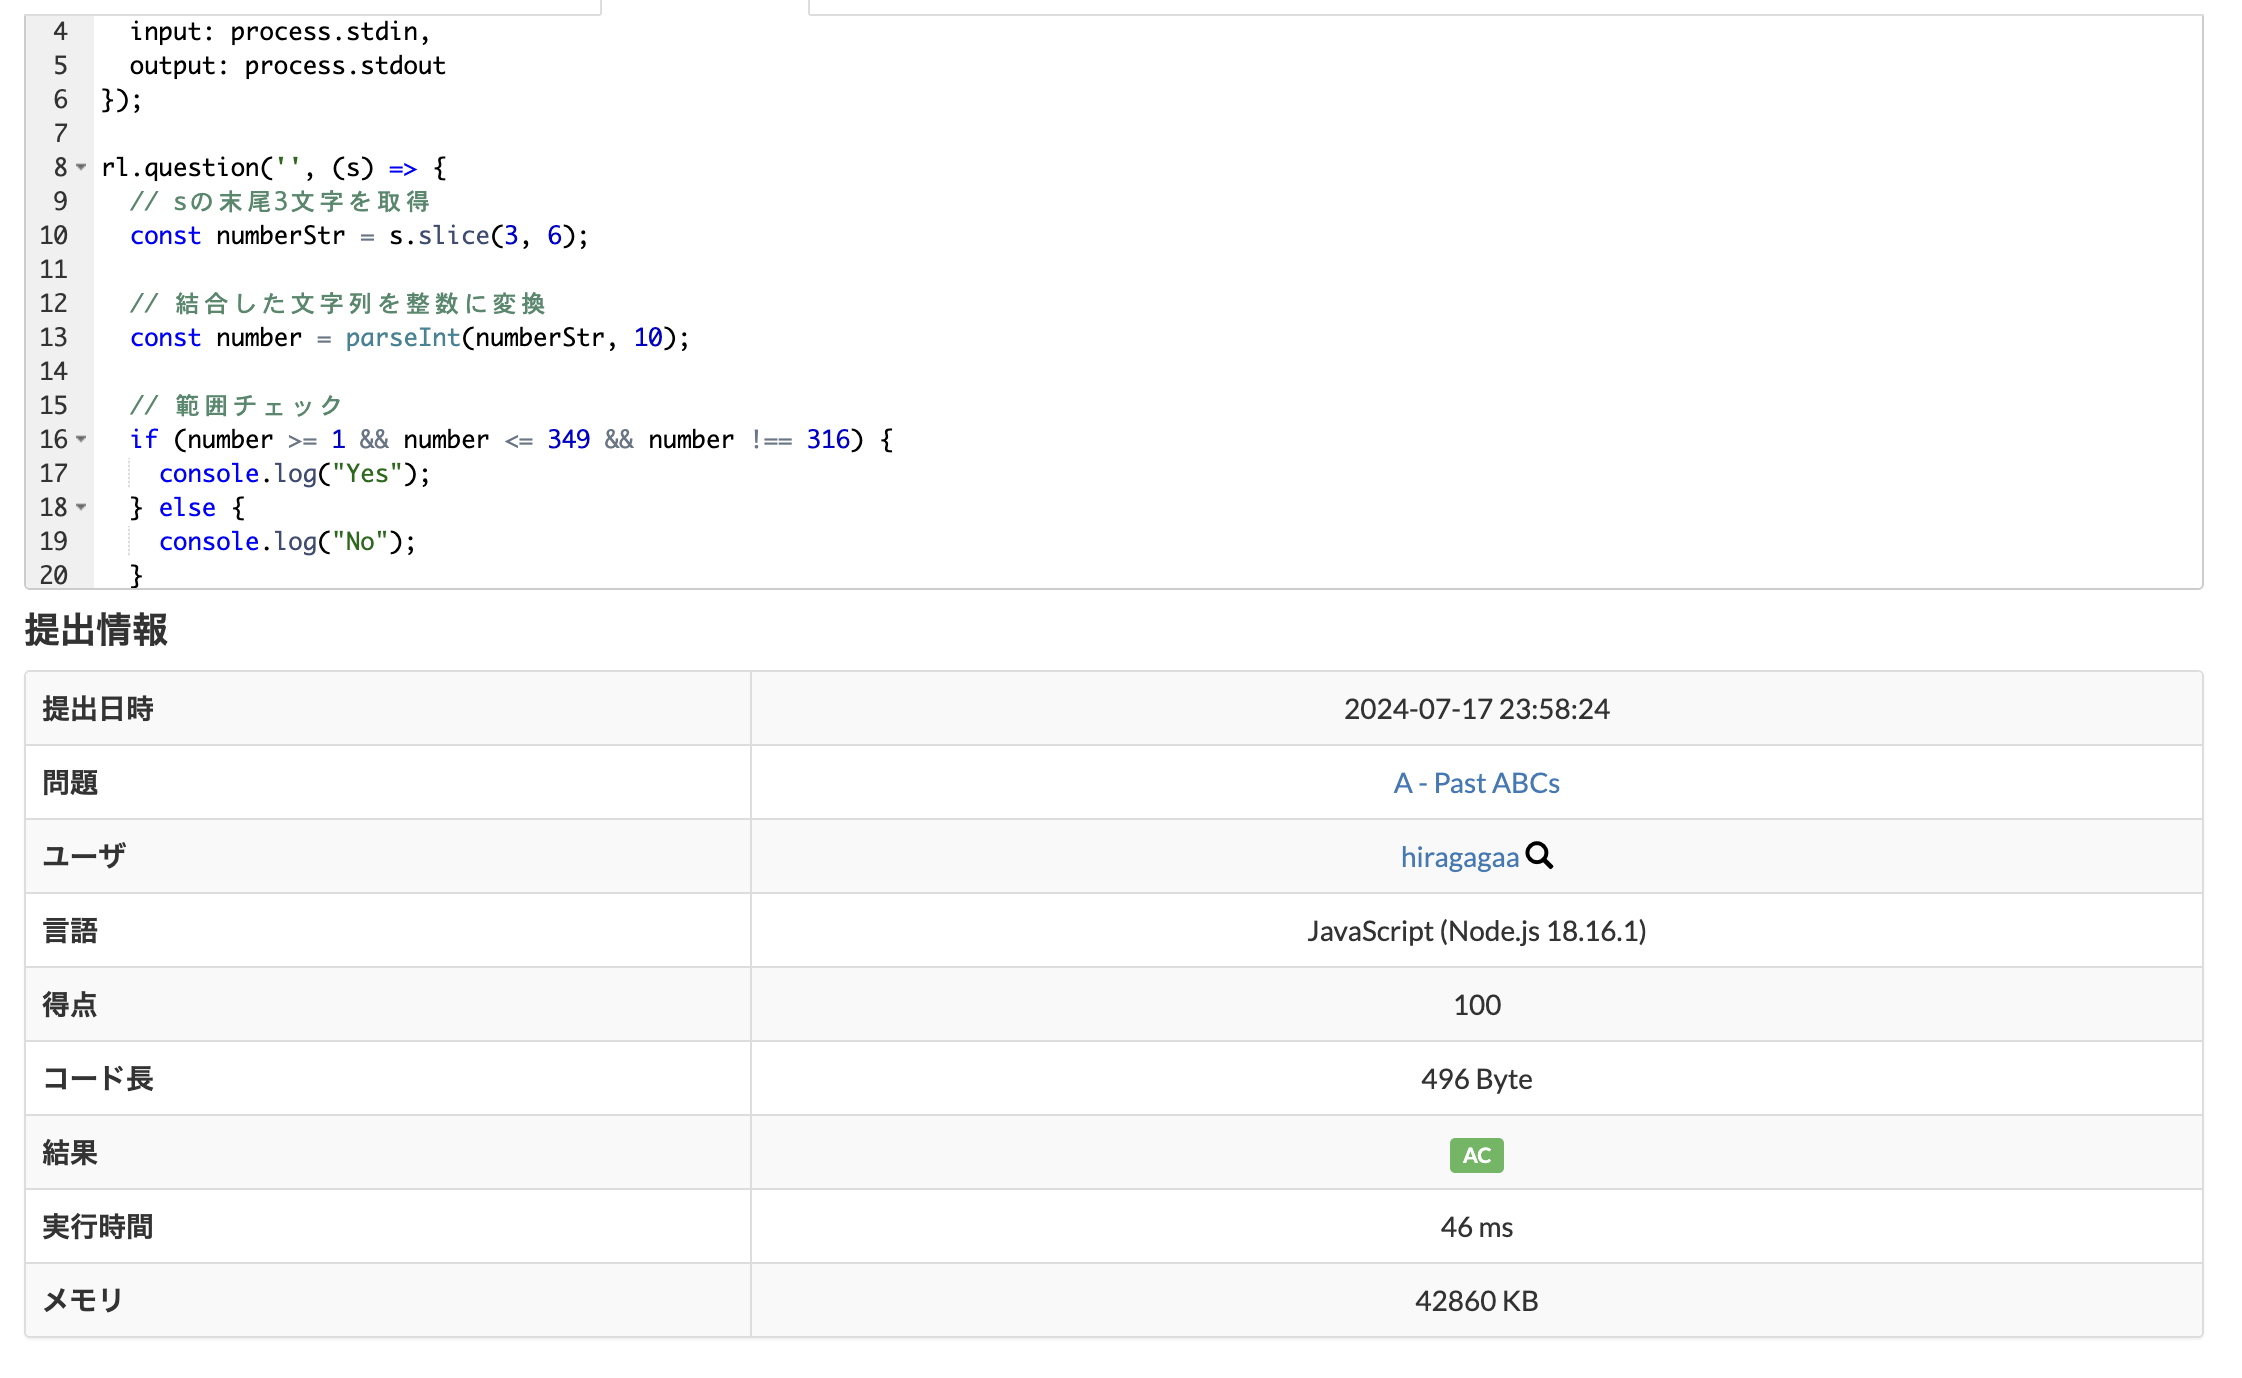 4 input: process.stdin,
5 output: process.stdout
6 });
7
8 rl.question('', (s) => {
9 // sの末尾3文字を取得
10 const numberStr = s.slice(3, 6);
11
12 // 結合した文字列を整数に変換
13 const number = parseInt(numberStr, 10);
14
15 // 範囲チェック
16 if (number >= 1 && number <= 349 && number !== 316) {
17 console.log("Yes");
18 } else {
19 console.log("No");
20 }
提出情報
提出日時 2024-07-17 23:58:24
問題 A - Past ABCs
ユーザ hiragagaa
言語 JavaScript (Node.js 18.16.1)
得点 100
コード長 496 Byte
結果 AC
実行時間 46 ms
メモリ 42860 KB